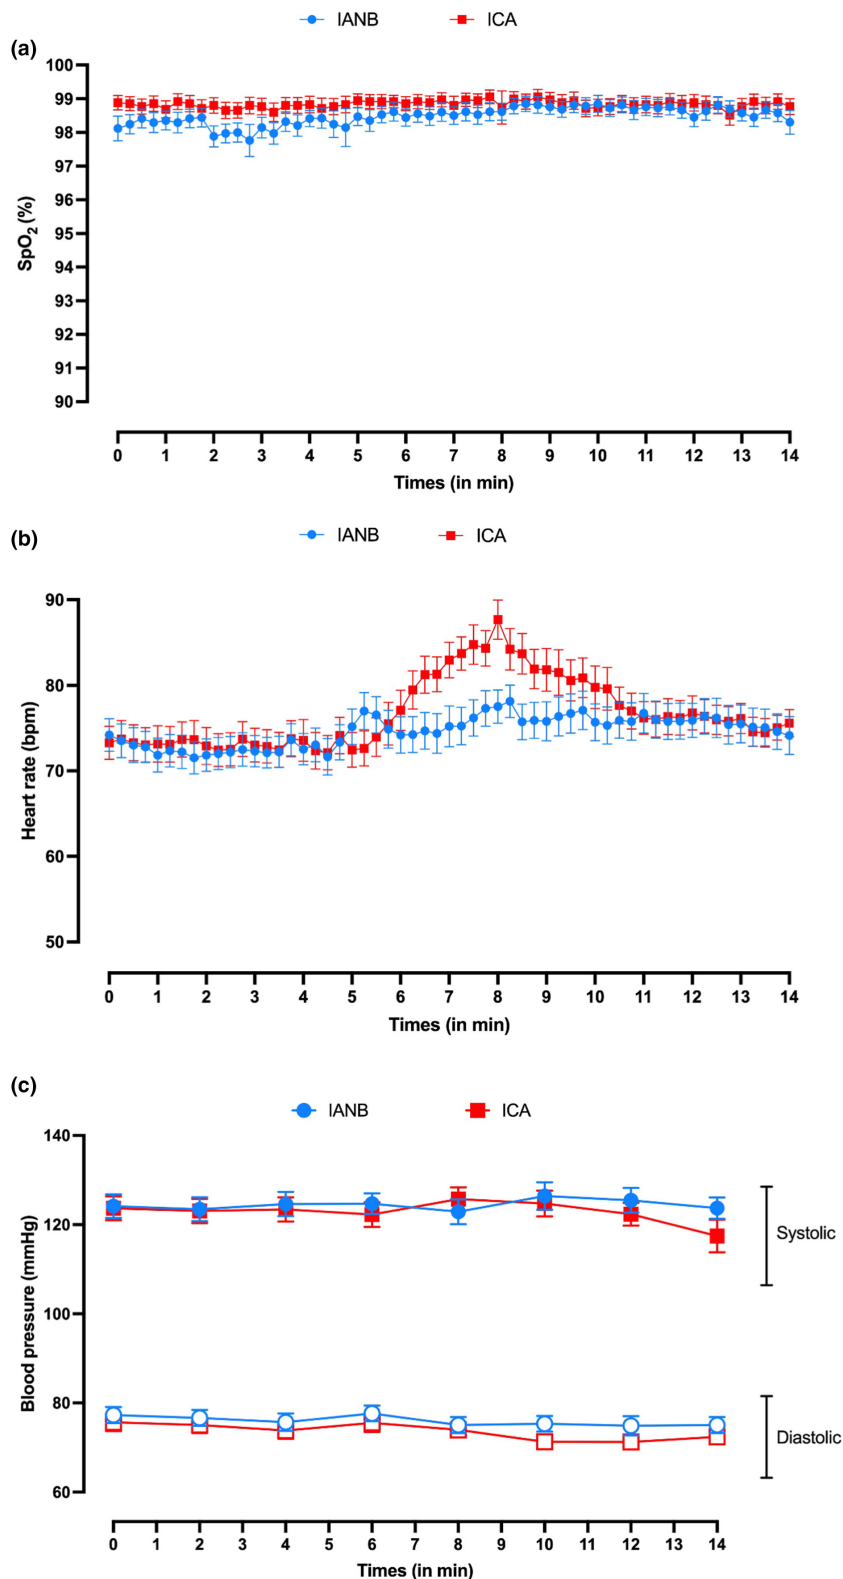 IANB ICA
(a)
100
99
98
97
96
95
94
93
92
91
90
SpO2 (%)
0 1 2 3 4 5 6 7 8 9 10 11 12 13 14
Times (in min)
(b)
IANB ICA
90
80
70
60
50
Heart rate (bpm)
0 1 2 3 4 5 6 7 8 9 10 11 12 13 14
Times (in min)
(c)
IANB ICA
140
120
100
80
60
Blood pressure (mmHg)
Systolic
Diastolic
0 1 2 3 4 5 6 7 8 9 10 11 12 13 14
Times (in min)